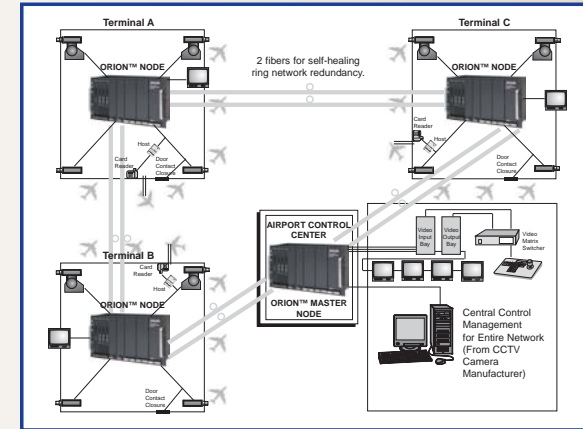 Terminal A
ORION™ NODE
Host
Card
Reader
Door
Contact
Closure
2 fibers for self-healing
ring network redundancy.
Terminal C
ORION™ NODE
Card
Reader
Host
Door
Contact
Closure
Terminal B
Card
Reader
Host
ORION™ NODE
Door
Contact
Closure
AIRPORT CONTROL
CENTER
ORION™ MASTER
NODE
Video
Input
Bay
Video
Output
Bay
Video
Matrix
Switcher
Central Control
Management
for Entire Network
(From CCTV
Camera
Manufacturer)